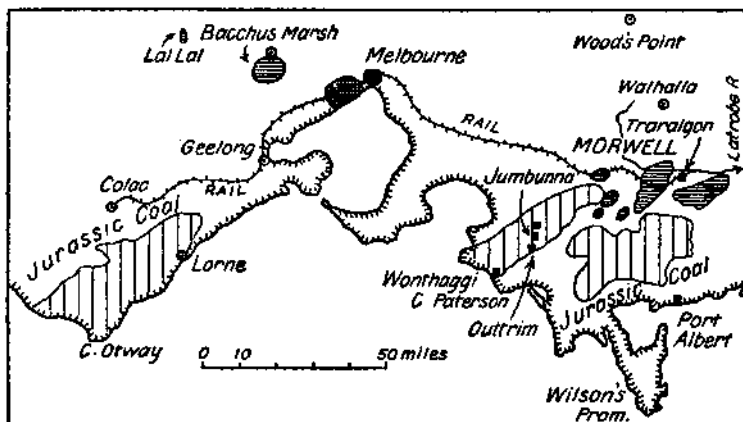 Bacchus Marsh
Lal Lal
Melbourne
Wood's Point
Walhalla
Latrobe R
Traralgon
MORWELL
RAIL
Geelong
Jumbunna
Colac
RAIL
Jurassic Coal
Lorne
Wonthaggi
C. Paterson
Outtrim
Jurassic Coal
Port
Albert
C. Otway
0 10 50 miles
Wilson's
Prom.